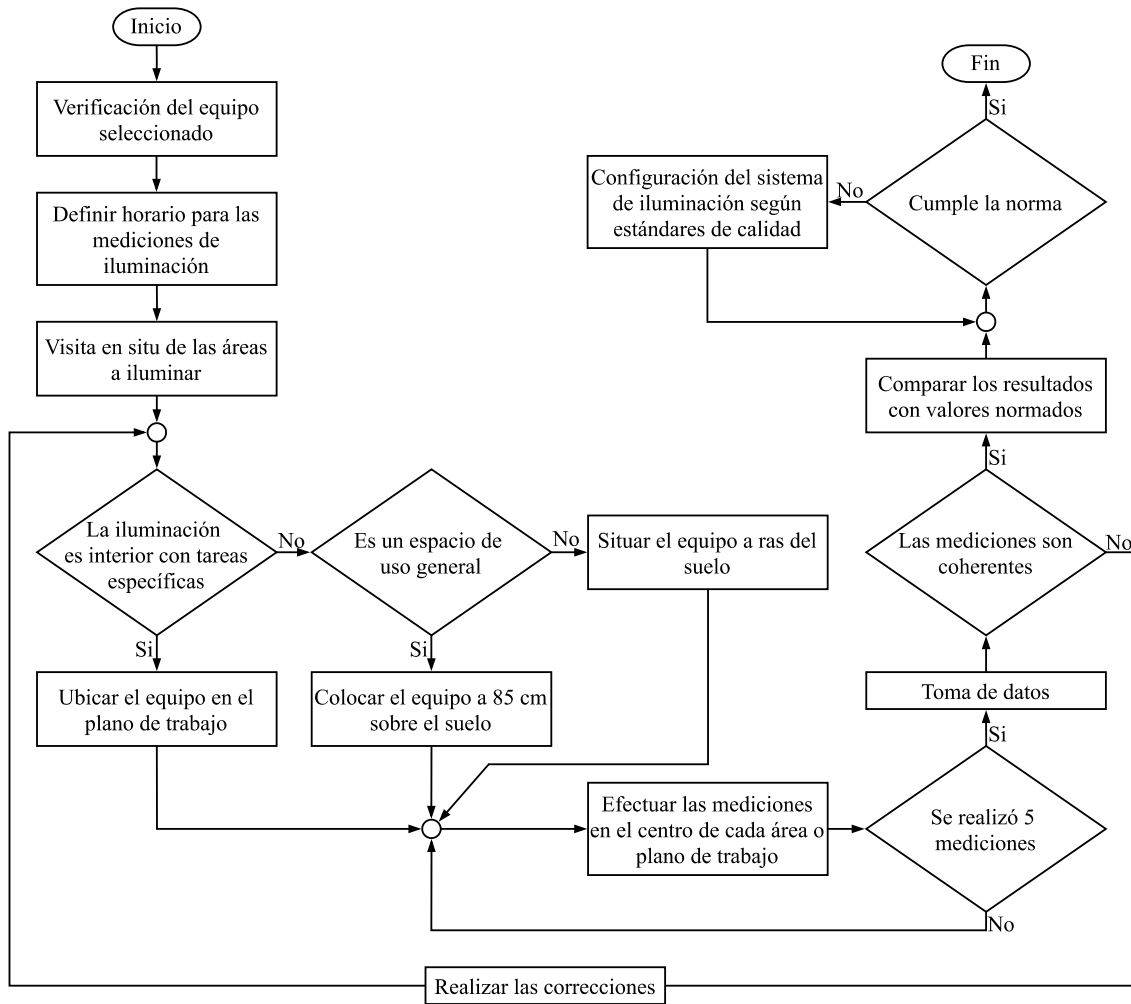 Inicio
Verificación del equipo
seleccionado
Definir horario para las
mediciones de
iluminación
Visita en situ de las áreas
a iluminar
La iluminación
es interior con tareas
específicas
No
Si
Ubicar el equipo en el
plano de trabajo
Es un espacio de
uso general
No
Si
Colocar el equipo a 85 cm
sobre el suelo
Situar el equipo a ras del
suelo
Efectuar las mediciones
en el centro de cada área o
plano de trabajo
Se realizó 5
mediciones
No
Si
Toma de datos
Las mediciones son
coherentes
No
Si
Realizar las correcciones
Comparar los resultados
con valores normados
Cumple la norma
No
Configuración del sistema
de iluminación según
estándares de calidad
Si
Fin